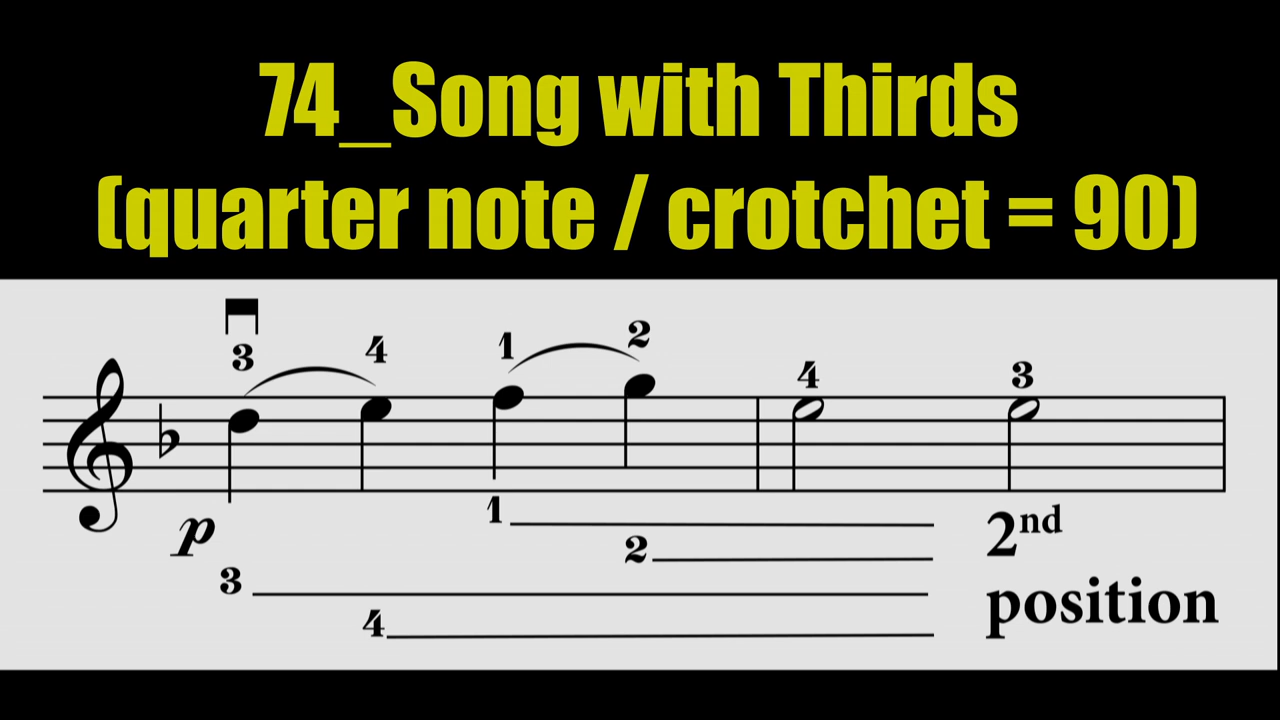 74_Song with Thirds
(quarter note / crotchet = 90)
3 4 1 2 4 3
p
1
2
3
4
2nd
position